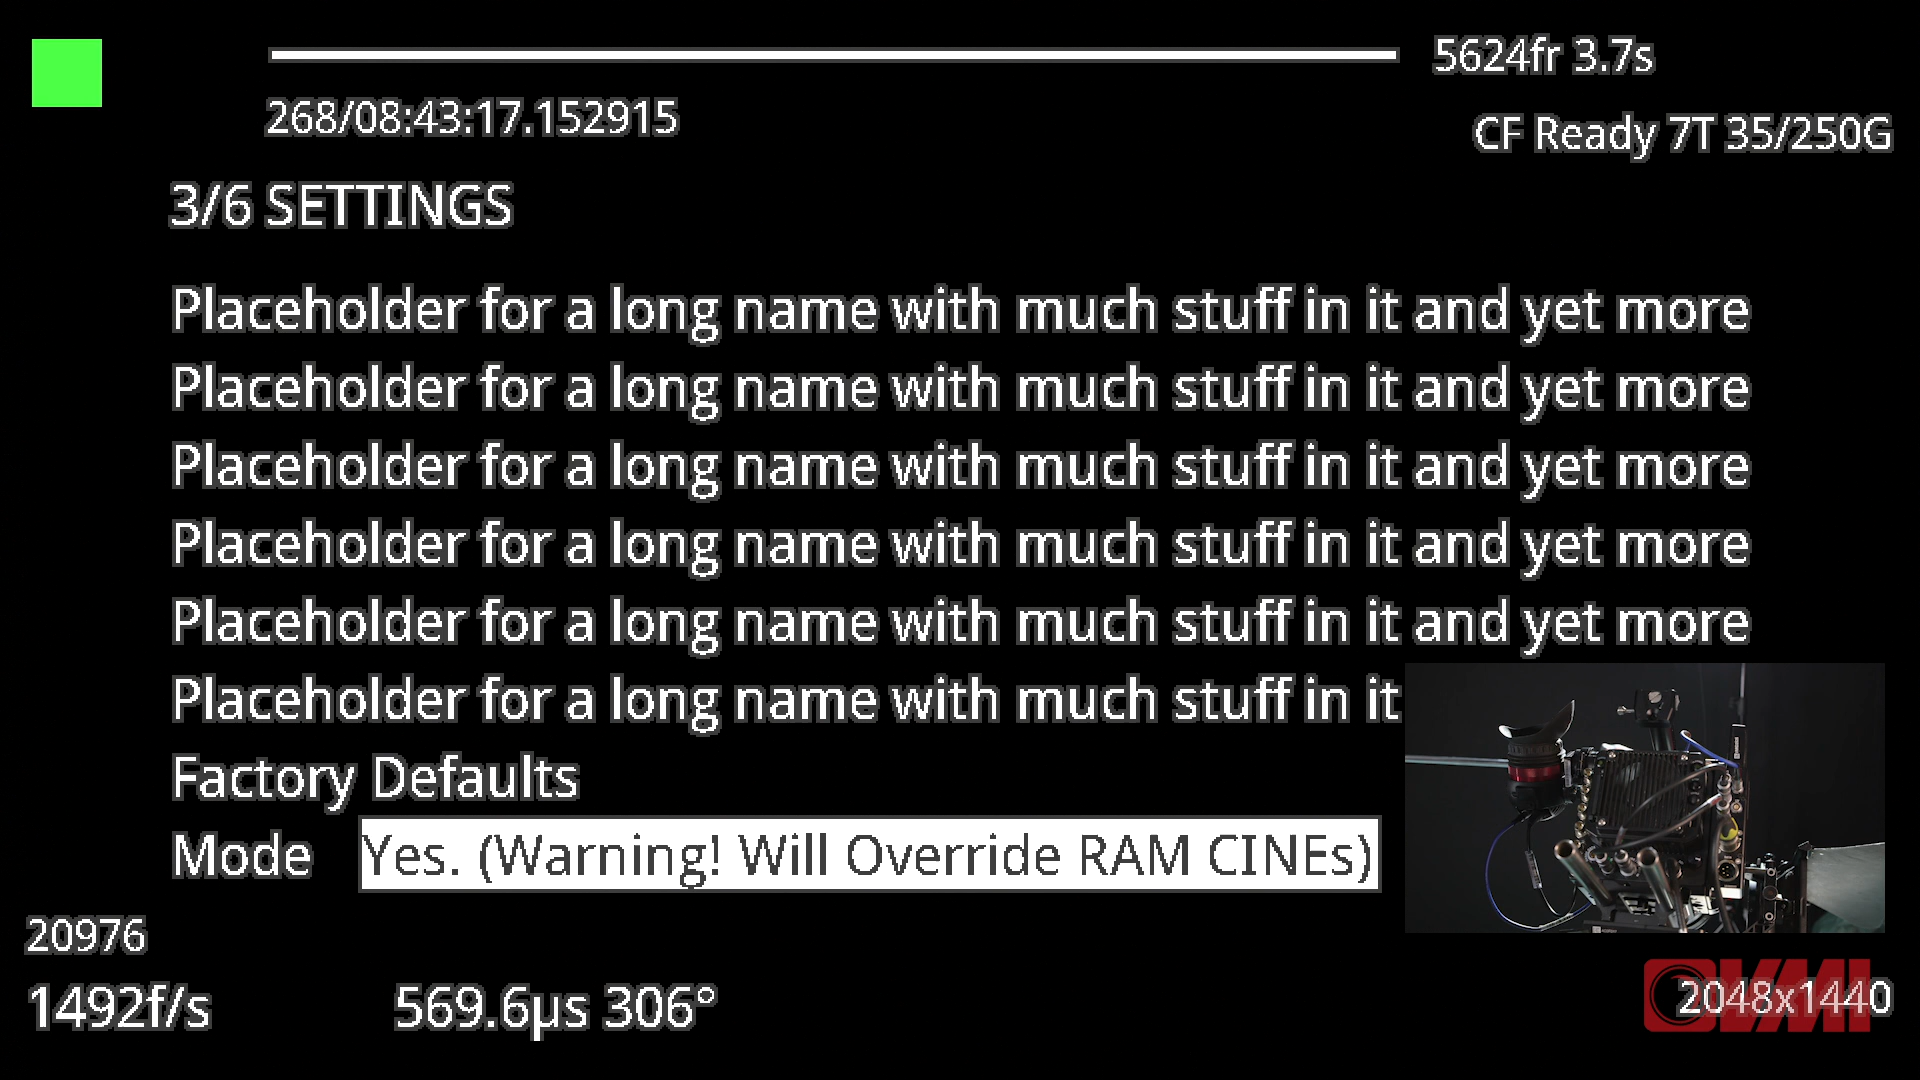 5624fr 3.7s
268/08:43:17.152915
CF Ready 7T 35/250G
3/6 SETTINGS
Placeholder for a long name with much stuff in it and yet more
Placeholder for a long name with much stuff in it and yet more
Placeholder for a long name with much stuff in it and yet more
Placeholder for a long name with much stuff in it and yet more
Placeholder for a long name with much stuff in it and yet more
Placeholder for a long name with much stuff in it
Factory Defaults
Mode Yes. (Warning! Will Override RAM CINEs)
20976
1492f/s 569.6µs 306° 2048x1440
VMI